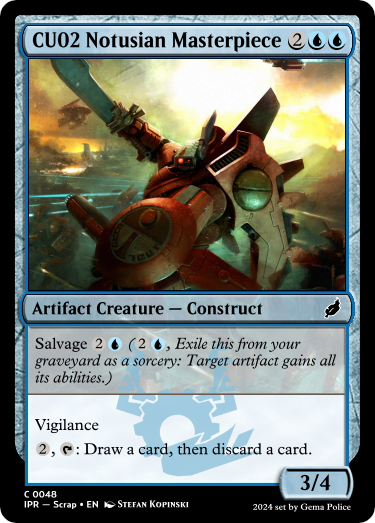 CU02 Notusian Masterpiece 2
Artifact Creature — Construct
Salvage 2 ( 2 , Exile this from your
graveyard as a sorcery: Target artifact gains all
its abilities.)
Vigilance
2 , : Draw a card, then discard a card.
3/4
C 0048
IPR — Scrap • EN Stefan Kopinski
2024 set by Gema Police